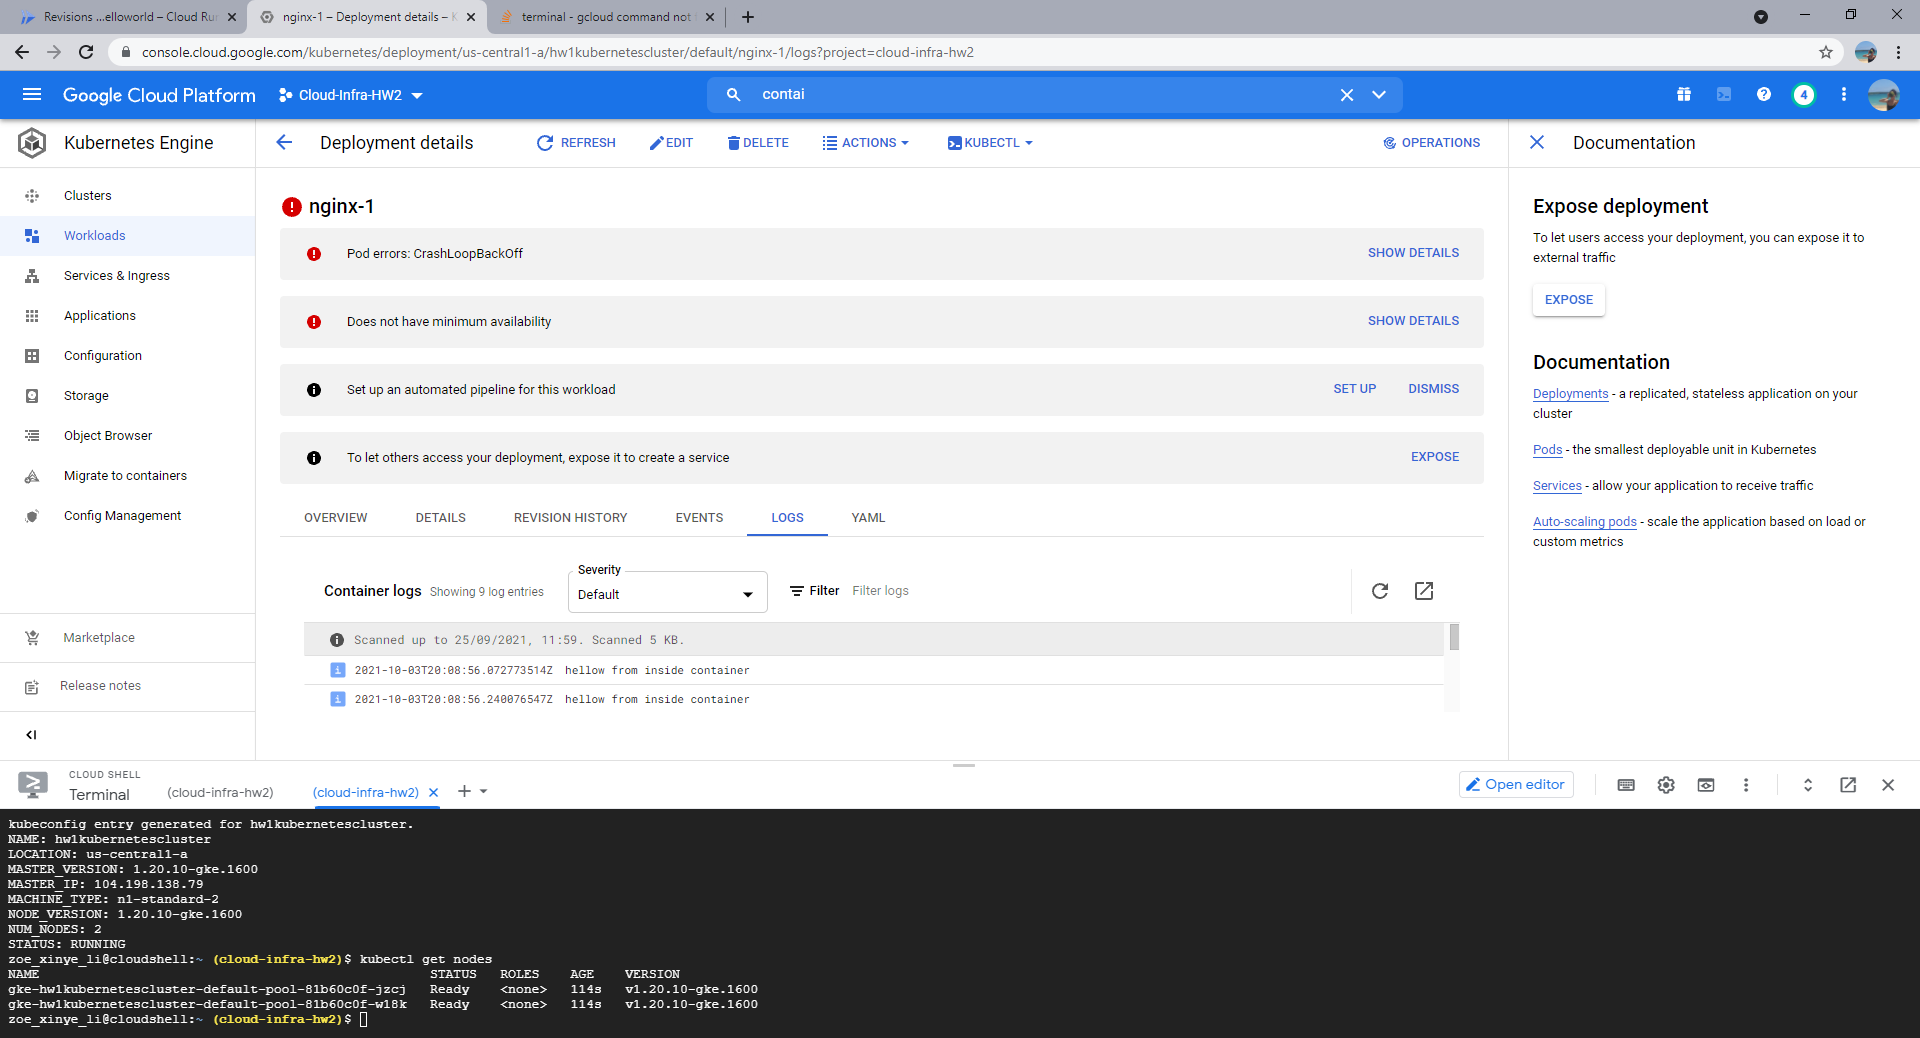 Revisions ...elloworld – Cloud Ru
nginx-1 – Deployment details – K
terminal - gcloud command not
console.cloud.google.com/kubernetes/deployment/us-central1-a/hw1kubernetescluster/default/nginx-1/logs?project=cloud-infra-hw2
Google Cloud Platform
Cloud-Infra-HW2
contai
4
Kubernetes Engine
Deployment details
REFRESH
EDIT
DELETE
ACTIONS
KUBECTL
OPERATIONS
Documentation
Clusters
Workloads
Services & Ingress
Applications
Configuration
Storage
Object Browser
Migrate to containers
Config Management
Marketplace
Release notes
nginx-1
Pod errors: CrashLoopBackOff
SHOW DETAILS
Does not have minimum availability
SHOW DETAILS
Set up an automated pipeline for this workload
SET UP
DISMISS
To let others access your deployment, expose it to create a service
EXPOSE
OVERVIEW
DETAILS
REVISION HISTORY
EVENTS
LOGS
YAML
Container logs
Showing 9 log entries
Severity
Default
Filter
Filter logs
Scanned up to 25/09/2021, 11:59. Scanned 5 KB.
2021-10-03T20:08:56.072773514Z hellow from inside container
2021-10-03T20:08:56.240076547Z hellow from inside container
Expose deployment
To let users access your deployment, you can expose it to
external traffic
EXPOSE
Documentation
Deployments - a replicated, stateless application on your
cluster
Pods - the smallest deployable unit in Kubernetes
Services - allow your application to receive traffic
Auto-scaling pods - scale the application based on load or
custom metrics
CLOUD SHELL
Terminal
(cloud-infra-hw2)
(cloud-infra-hw2)
Open editor
kubeconfig entry generated for hw1kubernetescluster.
NAME: hw1kubernetescluster
LOCATION: us-central1-a
MASTER_VERSION: 1.20.10-gke.1600
MASTER_IP: 104.198.138.79
MACHINE_TYPE: n1-standard-2
NODE_VERSION: 1.20.10-gke.1600
NUM_NODES: 2
STATUS: RUNNING
zoe_xinye_li@cloudshell:~ (cloud-infra-hw2)$ kubectl get nodes
NAME STATUS ROLES AGE VERSION
gke-hw1kubernetescluster-default-pool-81b60c0f-jzcj Ready <none> 114s v1.20.10-gke.1600
gke-hw1kubernetescluster-default-pool-81b60c0f-w18k Ready <none> 114s v1.20.10-gke.1600
zoe_xinye_li@cloudshell:~ (cloud-infra-hw2)$